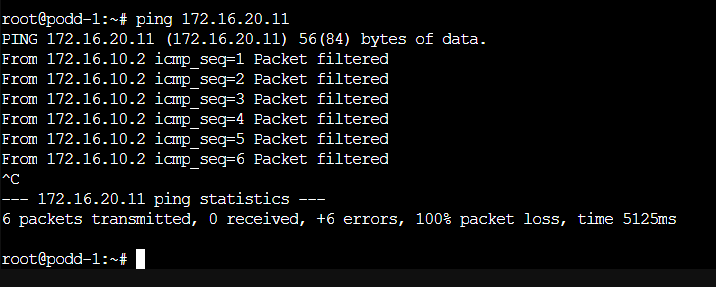 root@podd-1:~# ping 172.16.20.11
PING 172.16.20.11 (172.16.20.11) 56(84) bytes of data.
From 172.16.10.2 icmp_seq=1 Packet filtered
From 172.16.10.2 icmp_seq=2 Packet filtered
From 172.16.10.2 icmp_seq=3 Packet filtered
From 172.16.10.2 icmp_seq=4 Packet filtered
From 172.16.10.2 icmp_seq=5 Packet filtered
From 172.16.10.2 icmp_seq=6 Packet filtered
^C
--- 172.16.20.11 ping statistics ---
6 packets transmitted, 0 received, +6 errors, 100% packet loss, time 5125ms
root@podd-1:~#